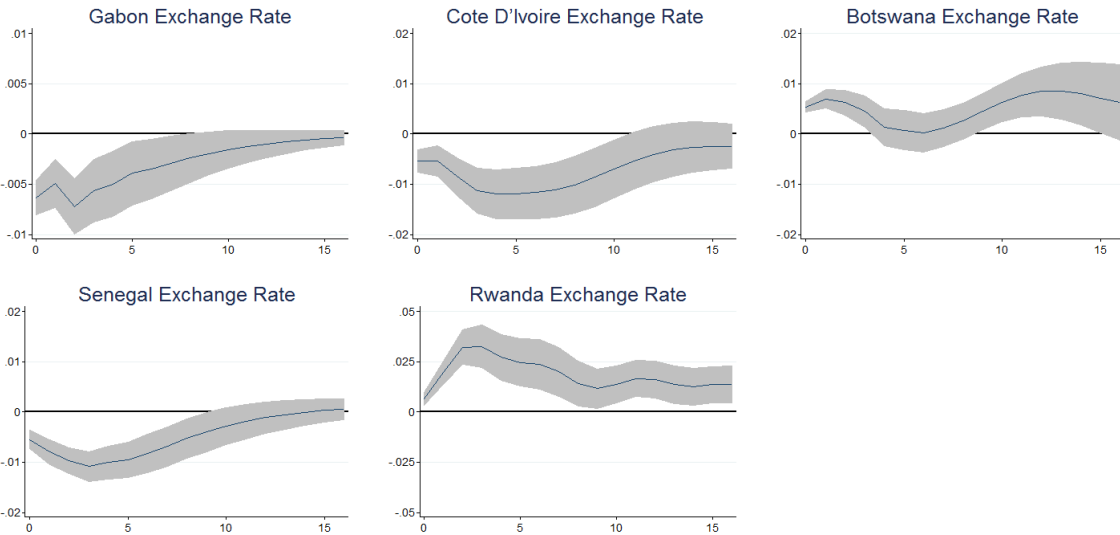 Gabon Exchange Rate
.01
.005
0
-.005
-.01
0 5 10 15
Cote D'Ivoire Exchange Rate
.02
.01
0
-.01
-.02
0 5 10 15
Botswana Exchange Rate
.02
.01
0
-.01
-.02
0 5 10 15
Senegal Exchange Rate
.02
.01
0
-.01
-.02
0 5 10 15
Rwanda Exchange Rate
.05
.025
0
-.025
-.05
0 5 10 15